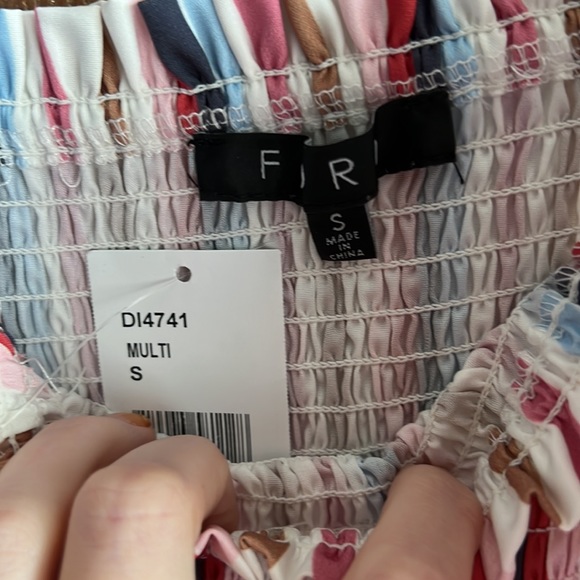 F R
S
MADE
IN
CHINA
DI4741
MULTI
S